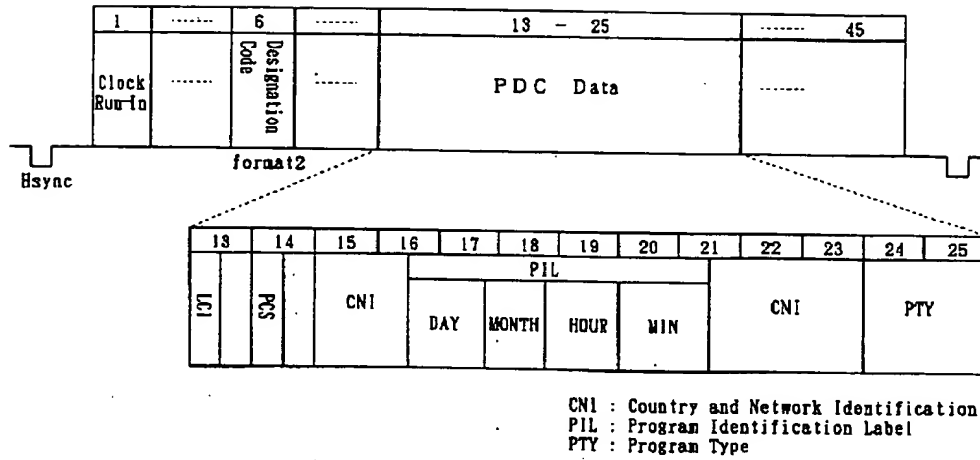 1 ------ 6 ------ 13 - 25 ------ 45
Clock Run-In ------ Designation Code ------ PDC Data ------
Hsync
format2
13 14 15 16 17 18 19 20 21 22 23 24 25
PIL
LCI PCS CNI DAY MONTH HOUR MIN CNI PTY
CNI : Country and Network Identification
PIL : Program Identification Label
PTY : Program Type